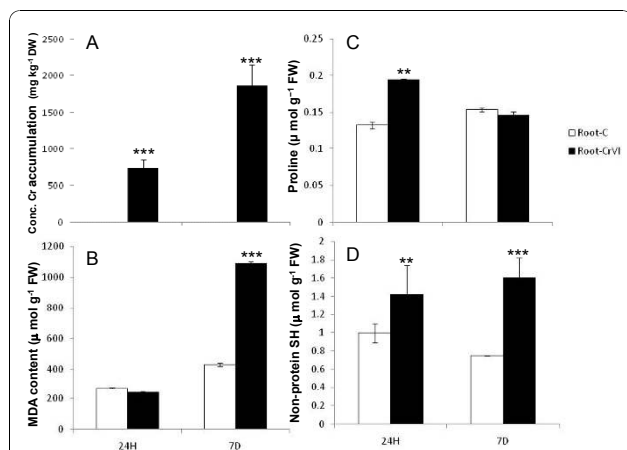 A
Conc. Cr accumulation (mg kg-1 DW)
2500
2000
1500
1000
500
0
***
***
C
Proline (μ mol g-1 FW)
0.25
0.2
0.15
0.1
0.05
0
**
Root-C
Root-CrVI
B
MDA content (μ mol g-1 FW)
1200
1000
800
600
400
200
0
***
24H
7D
D
Non-protein SH (μ mol g-1 FW)
2
1.8
1.6
1.4
1.2
1
0.8
0.6
0.4
0.2
0
**
***
24H
7D